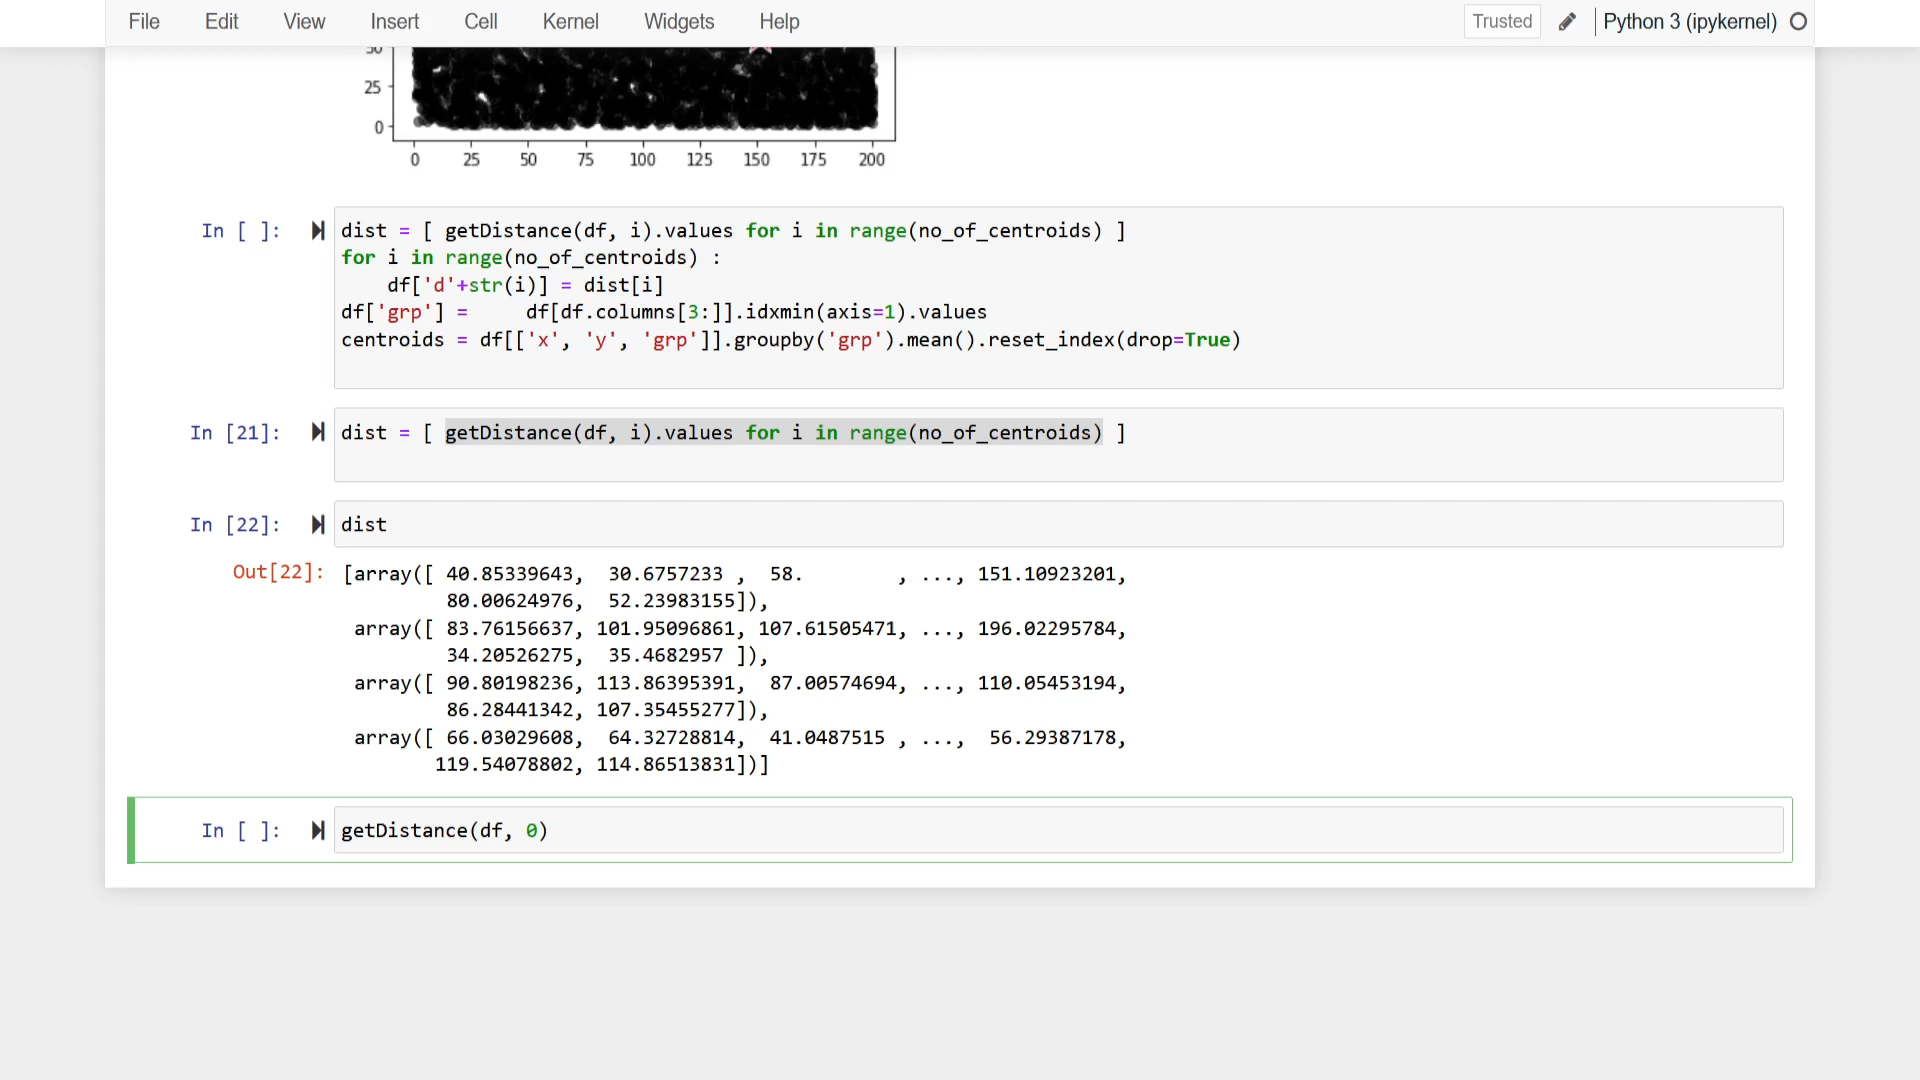 File Edit View Insert Cell Kernel Widgets Help Trusted Python 3 (ipykernel)
25
0
0 25 50 75 100 125 150 175 200
In [ ]: dist = [ getDistance(df, i).values for i in range(no_of_centroids) ]
for i in range(no_of_centroids) :
    df['d'+str(i)] = dist[i]
df['grp'] =     df[df.columns[3:]].idxmin(axis=1).values
centroids = df[['x', 'y', 'grp']].groupby('grp').mean().reset_index(drop=True)
In [21]: dist = [ getDistance(df, i).values for i in range(no_of_centroids) ]
In [22]: dist
Out[22]: [array([ 40.85339643,  30.6757233 ,  58.        , ..., 151.10923201,
         80.00624976,  52.23983155]),
 array([ 83.76156637, 101.95096861, 107.61505471, ..., 196.02295784,
         34.20526275,  35.4682957 ]),
 array([ 90.80198236, 113.86395391,  87.00574694, ..., 110.05453194,
         86.28441342, 107.35455277]),
 array([ 66.03029608,  64.32728814,  41.0487515 , ...,  56.29387178,
        119.54078802, 114.86513831])]
In [ ]: getDistance(df, 0)